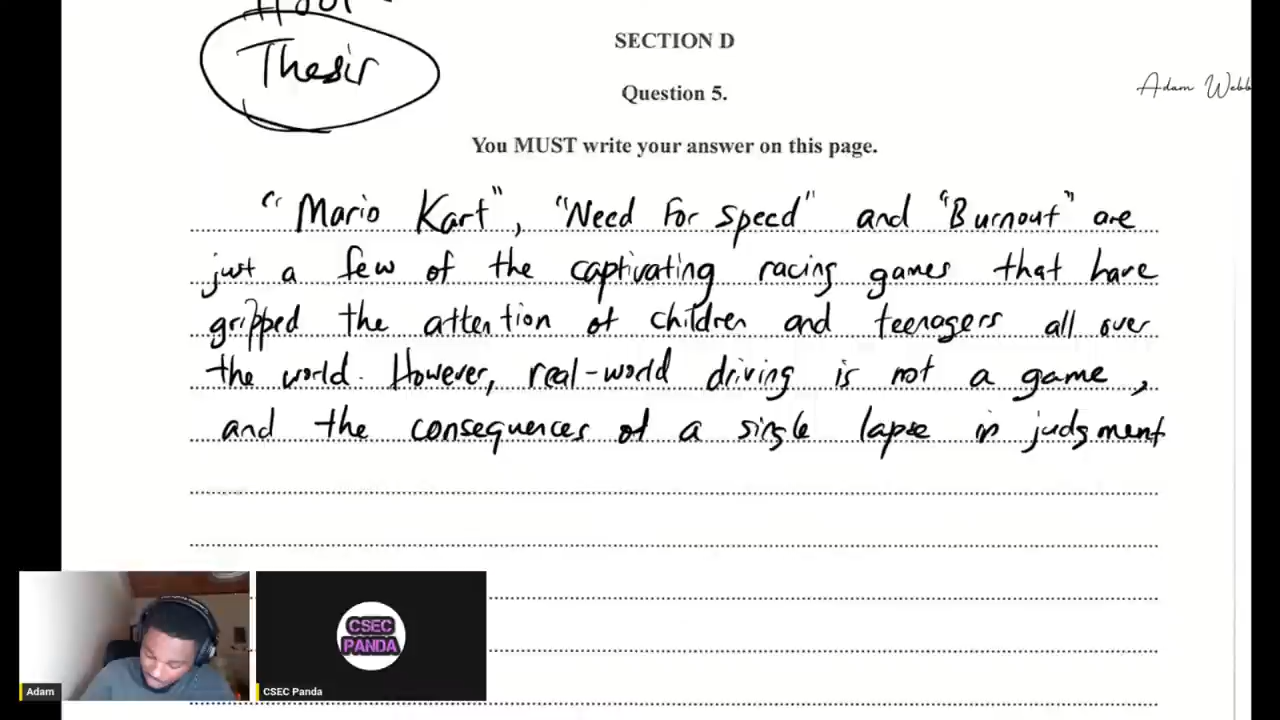 Thesis
SECTION D
Question 5.
Adam Webb
You MUST write your answer on this page.
"Mario Kart", "Need For Speed" and "Burnout" are
just a few of the captivating racing games that have
gripped the attention of children and teenagers all over
the world. However, real-world driving is not a game,
and the consequences of a single lapse in judgment
CSEC
PANDA
Adam
CSEC Panda